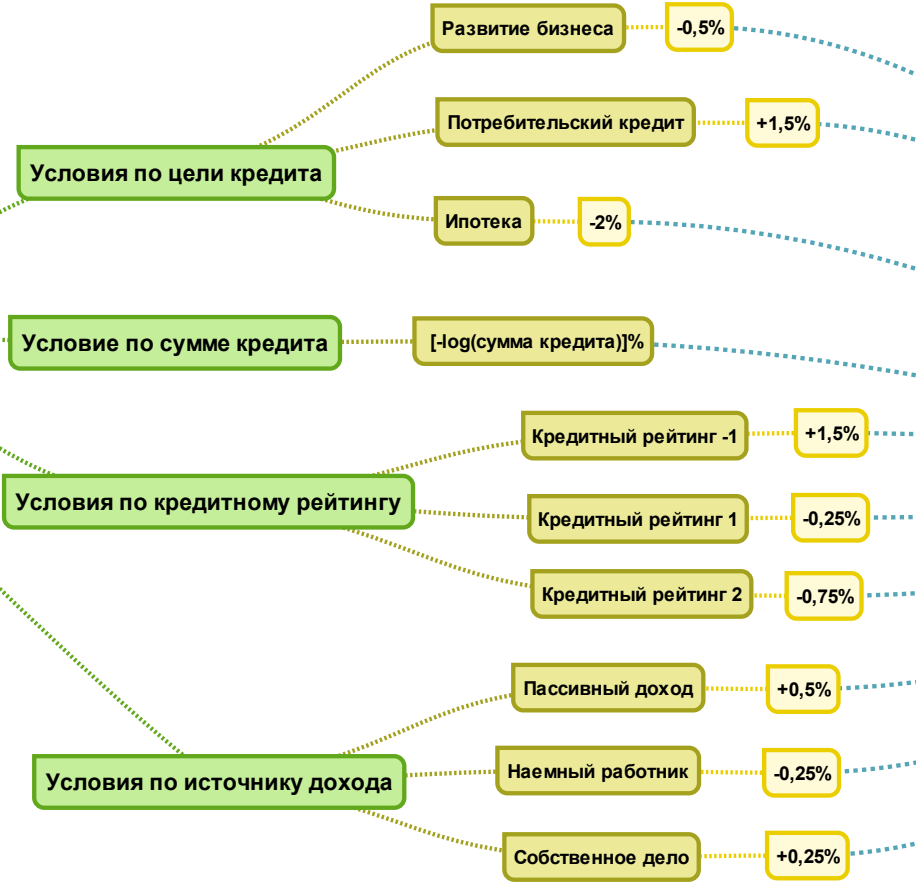 Развитие бизнеса
-0,5%
Потребительский кредит
+1,5%
Условия по цели кредита
Ипотека
-2%
Условие по сумме кредита
[-log(сумма кредита)]%
Кредитный рейтинг -1
+1,5%
Условия по кредитному рейтингу
Кредитный рейтинг 1
-0,25%
Кредитный рейтинг 2
-0,75%
Пассивный доход
+0,5%
Условия по источнику дохода
Наемный работник
-0,25%
Собственное дело
+0,25%